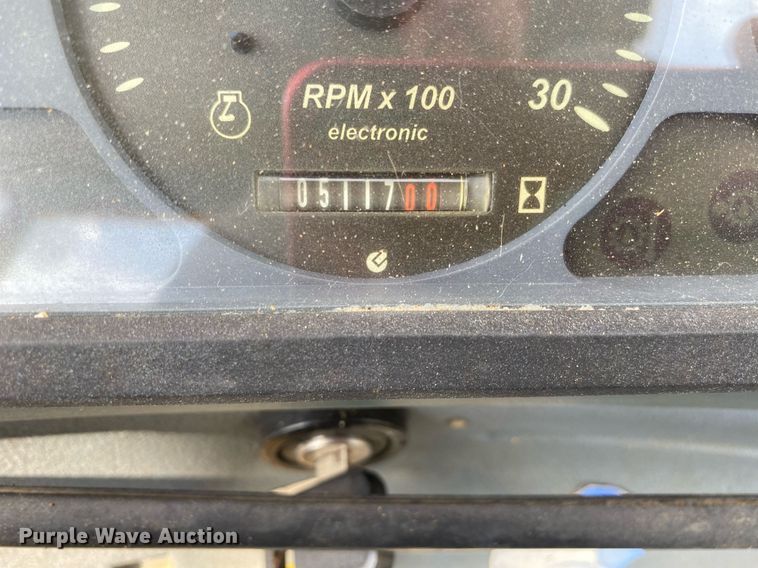 RPM x 100
30
electronic
0511700
Purple Wave Auction